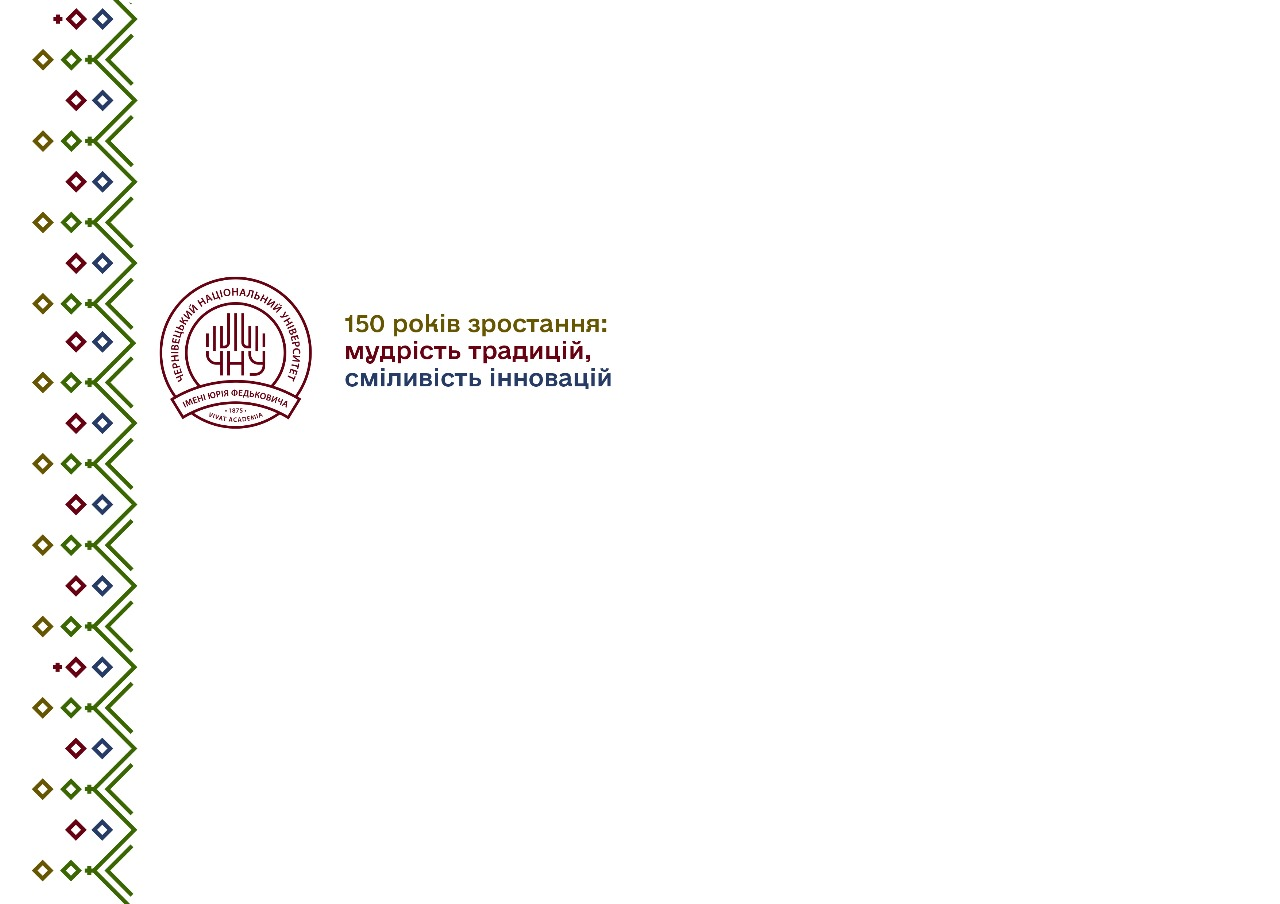 ЧЕРНІВЕЦЬКИЙ НАЦІОНАЛЬНИЙ УНІВЕРСИТЕТ
ЧНУ
ІМЕНІ ЮРІЯ ФЕДЬКОВИЧА
• 1875 •
VIVAT ACADEMIA
150 років зростання:
мудрість традицій,
сміливість інновацій